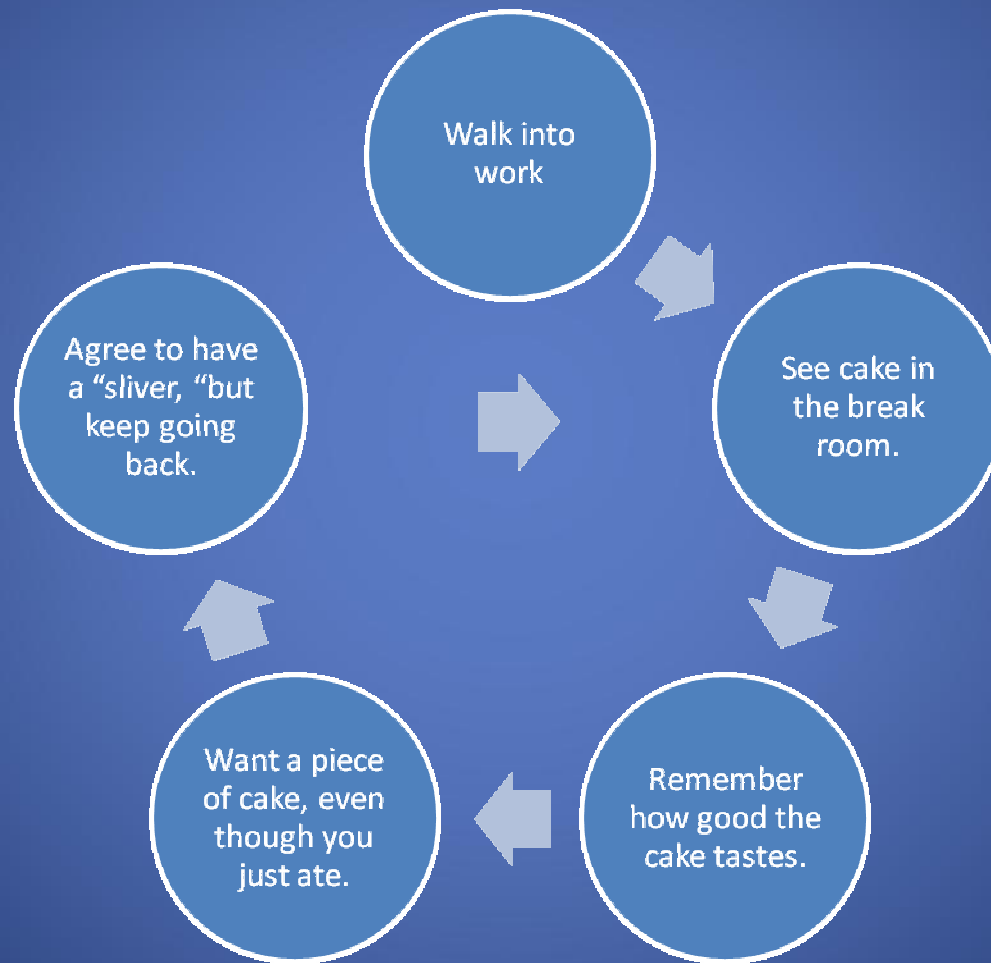 Walk into
work
See cake in
the break
room.
Remember
how good the
cake tastes.
Want a piece
of cake, even
though you
just ate.
Agree to have
a “sliver, “but
keep going
back.